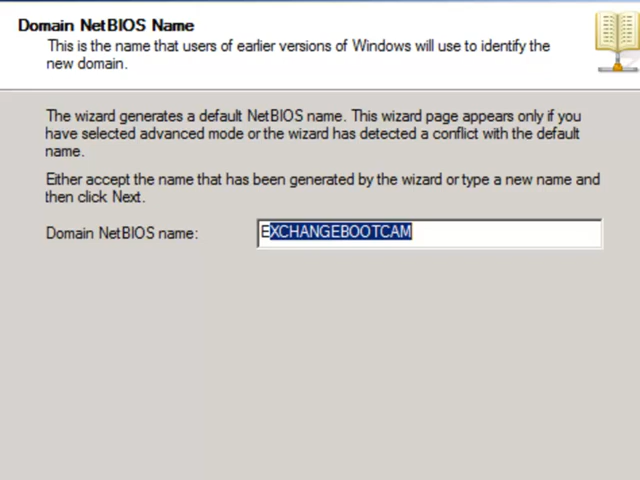 Domain NetBIOS Name
This is the name that users of earlier versions of Windows will use to identify the
new domain.
The wizard generates a default NetBIOS name. This wizard page appears only if you
have selected advanced mode or the wizard has detected a conflict with the default
name.
Either accept the name that has been generated by the wizard or type a new name and
then click Next.
Domain NetBIOS name: EXCHANGEBOOTCAM